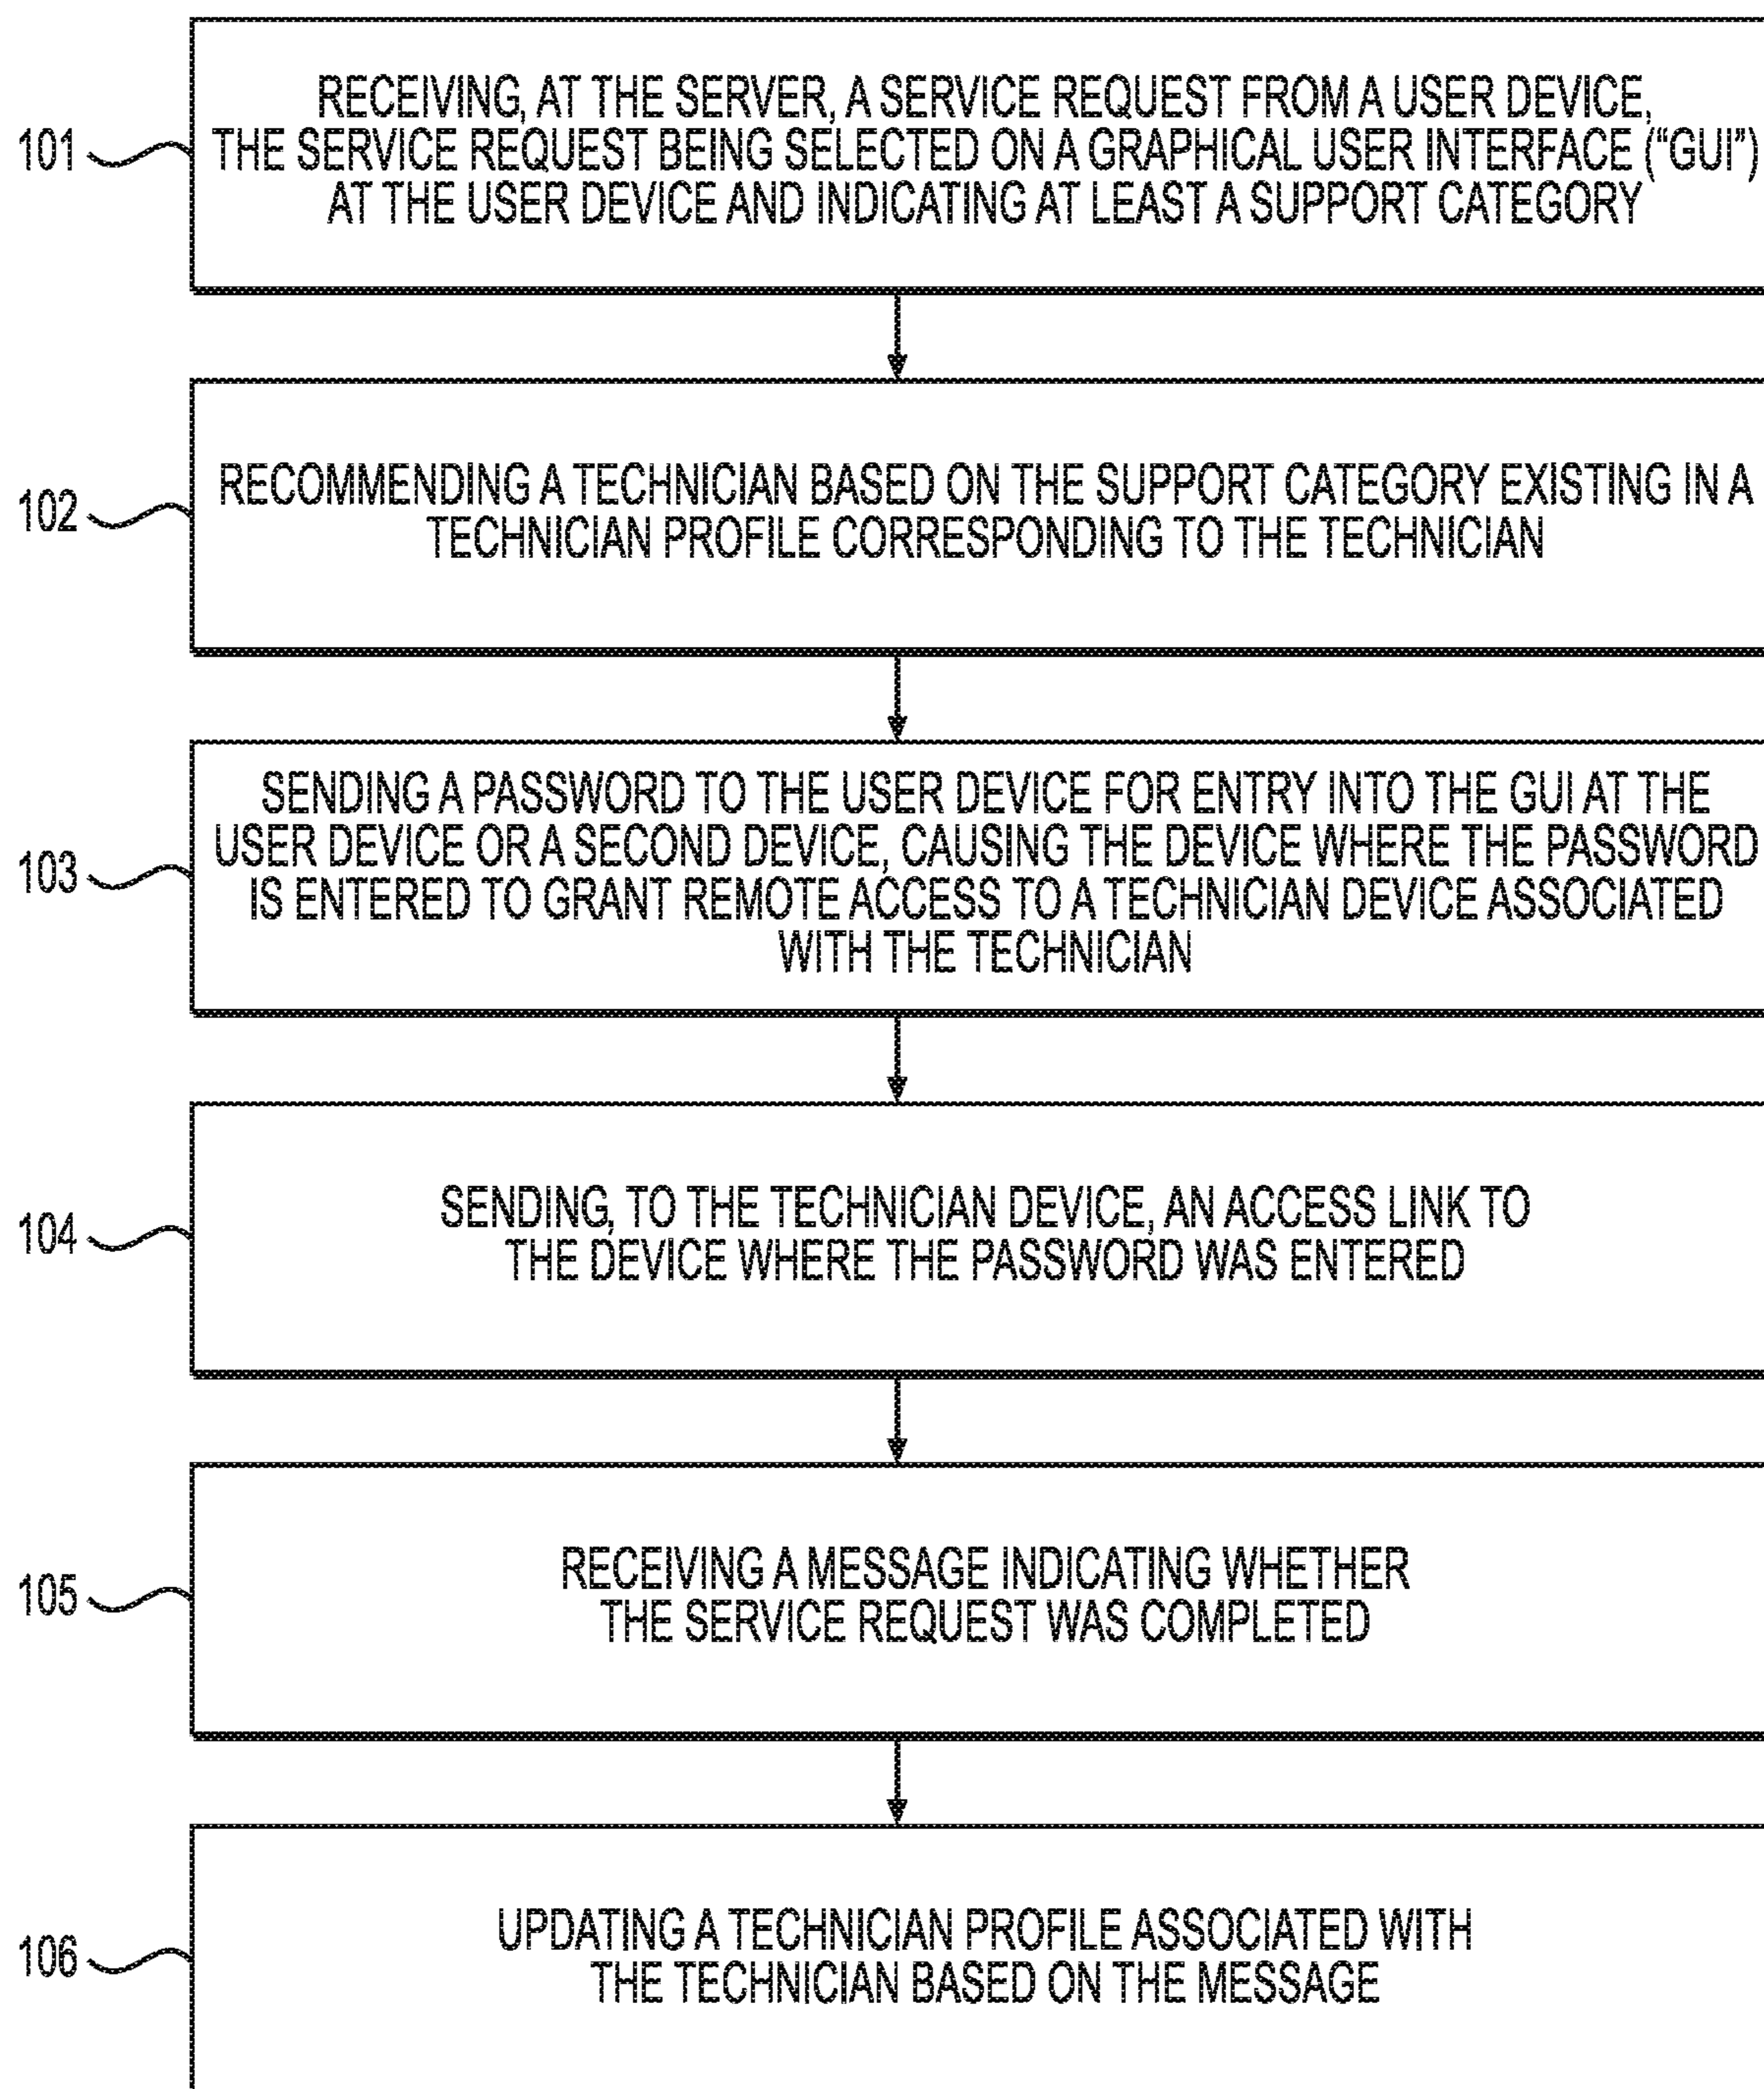 RECEIVING, AT THE SERVER, A SERVICE REQUEST FROM A USER DEVICE,
101
THE SERVICE REQUEST BEING SELECTED ON A GRAPHICAL USER INTERFACE (“GUI”)
AT THE USER DEVICE AND INDICATING AT LEAST A SUPPORT CATEGORY
102
RECOMMENDING A TECHNICIAN BASED ON THE SUPPORT CATEGORY EXISTING IN A
TECHNICIAN PROFILE CORRESPONDING TO THE TECHNICIAN
SENDING A PASSWORD TO THE USER DEVICE FOR ENTRY INTO THE GUI AT THE
USER DEVICE OR A SECOND DEVICE, CAUSING THE DEVICE WHERE THE PASSWORD
103
IS ENTERED TO GRANT REMOTE ACCESS TO A TECHNICIAN DEVICE ASSOCIATED
WITH THE TECHNICIAN
104
SENDING, TO THE TECHNICIAN DEVICE, AN ACCESS LINK TO
THE DEVICE WHERE THE PASSWORD WAS ENTERED
105
RECEIVING A MESSAGE INDICATING WHETHER
THE SERVICE REQUEST WAS COMPLETED
106
UPDATING A TECHNICIAN PROFILE ASSOCIATED WITH
THE TECHNICIAN BASED ON THE MESSAGE